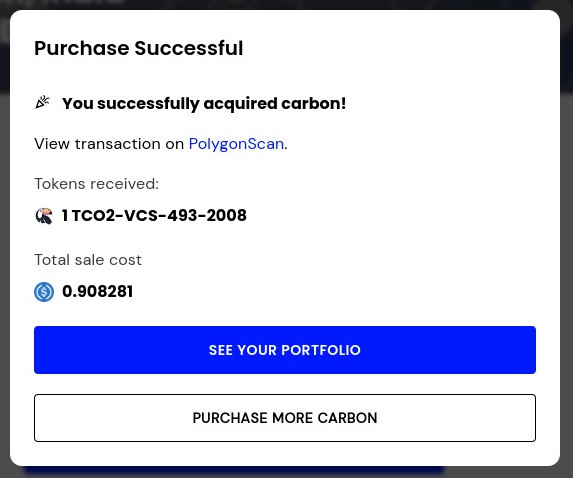 Purchase Successful
You successfully acquired carbon!
View transaction on PolygonScan.
Tokens received:
1 TCO2-VCS-493-2008
Total sale cost
0.908281
SEE YOUR PORTFOLIO
PURCHASE MORE CARBON